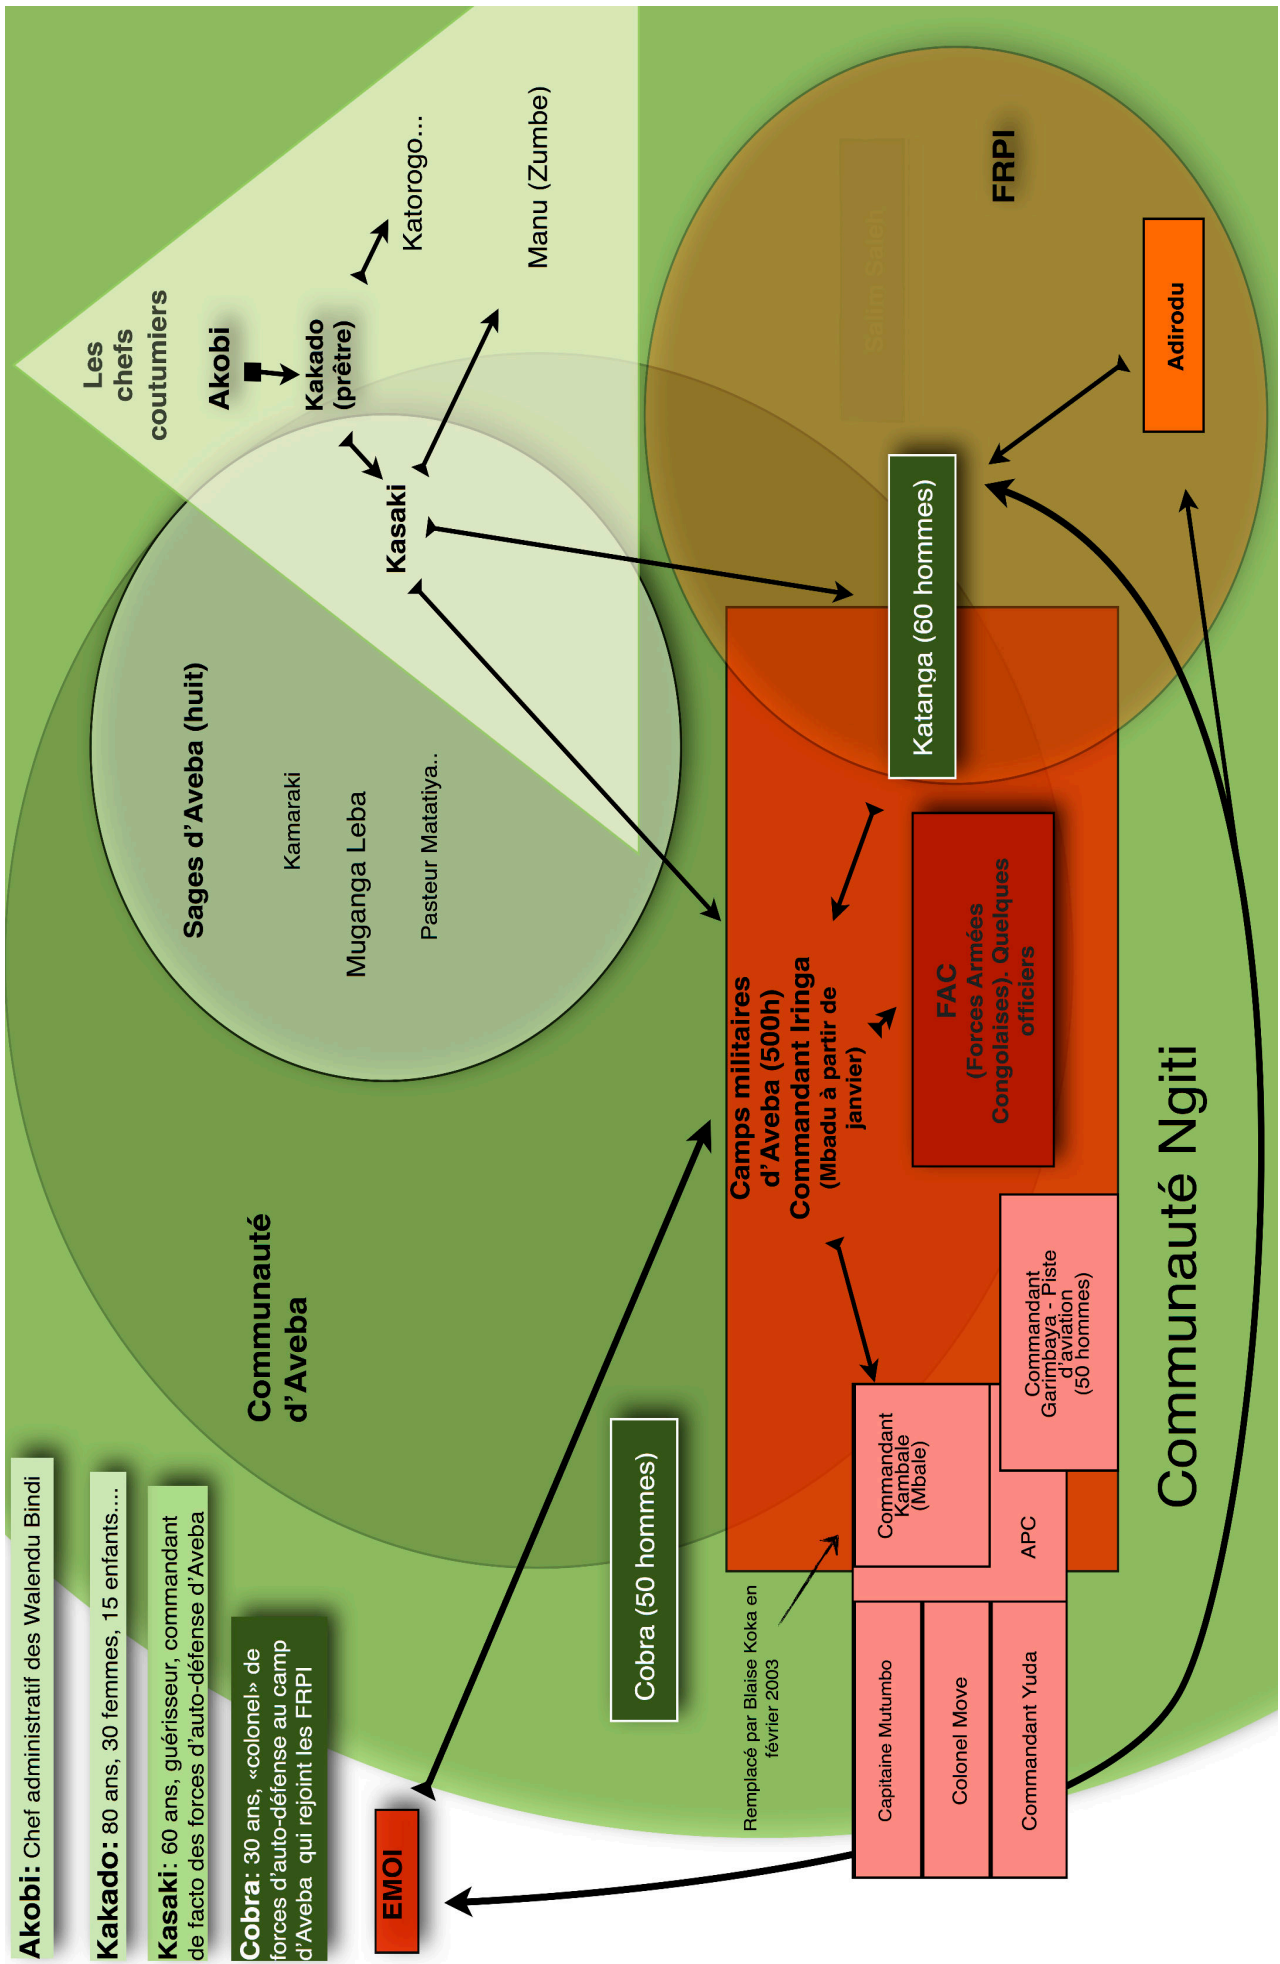 Akobi: Chef administratif des Walendu Bindi
Kakado: 80 ans, 30 femmes, 15 enfants....
Kasaki: 60 ans, guérisseur, commandant
de facto des forces d'auto-défense d'Aveba
Cobra: 30 ans, «colonel» de
forces d'auto-défense au camp
d'Aveba qui rejoint les FRPI
EMOI
Communauté
d'Aveba
Sages d'Aveba (huit)
Kamaraki
Muganga Leba
Pasteur Matatiya..
Les
chefs
coutumiers
Akobi
Kakado
(prêtre)
Kasaki
Katorogo...
Manu (Zumbe)
Cobra (50 hommes)
Remplacé par Blaise Koka en
février 2003
Camps militaires
d'Aveba (500h)
Commandant Iringa
(Mbadu à partir de
janvier)
FAC
(Forces Armées
Congolaises). Quelques
officiers
Katanga (60 hommes)
Salim Saleh
FRPI
Adirodu
Commandant
Kambale
(Mbale)
Capitaine Mutumbo
Colonel Move
Commandant Yuda
APC
Commandant
Garimbaya - Piste
d'aviation
(50 hommes)
Communauté Ngiti